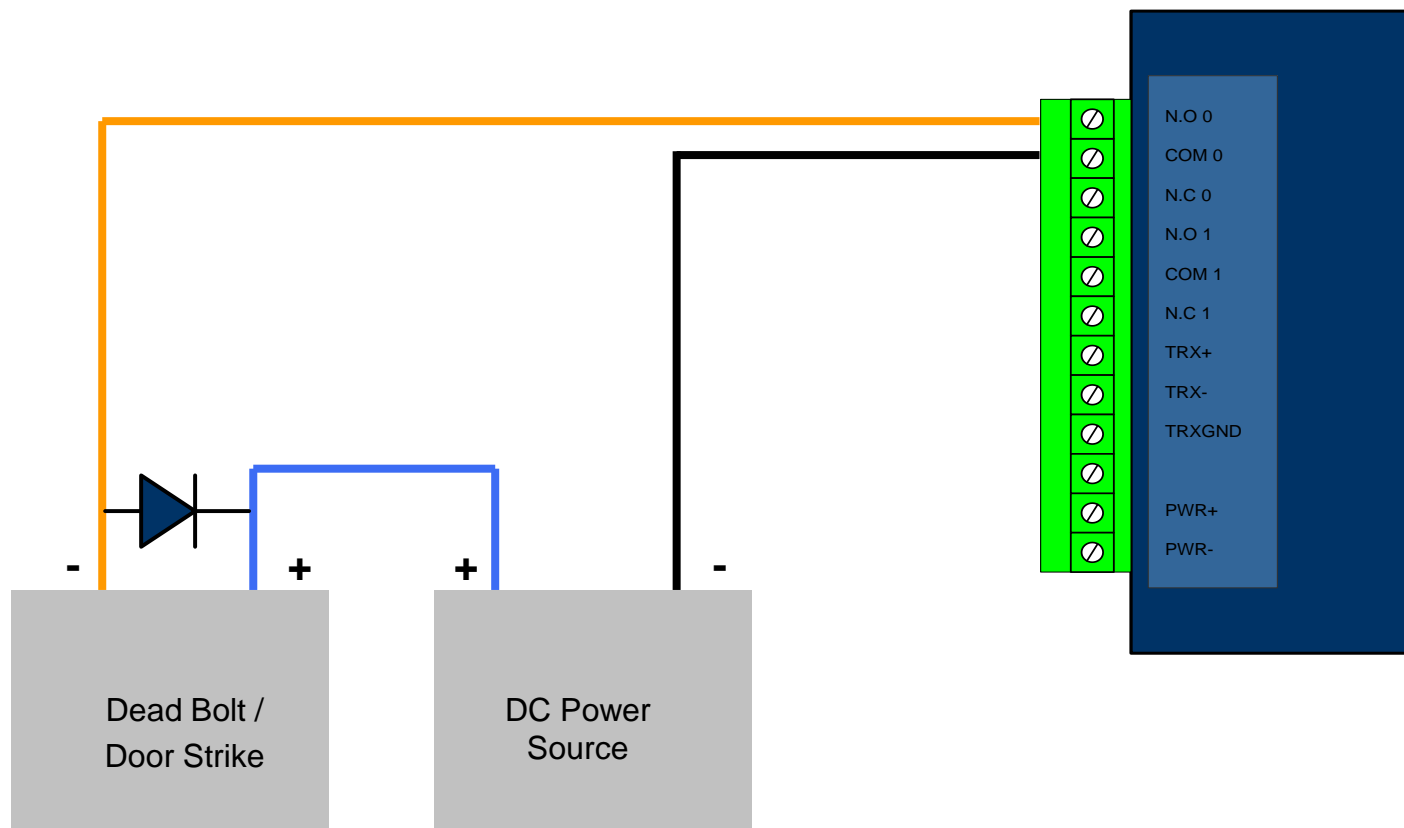 N.O 0
COM 0
N.C 0
N.O 1
COM 1
N.C 1
TRX+
TRX-
TRXGND
PWR+
PWR-
- + + -
Dead Bolt /
Door Strike
DC Power
Source